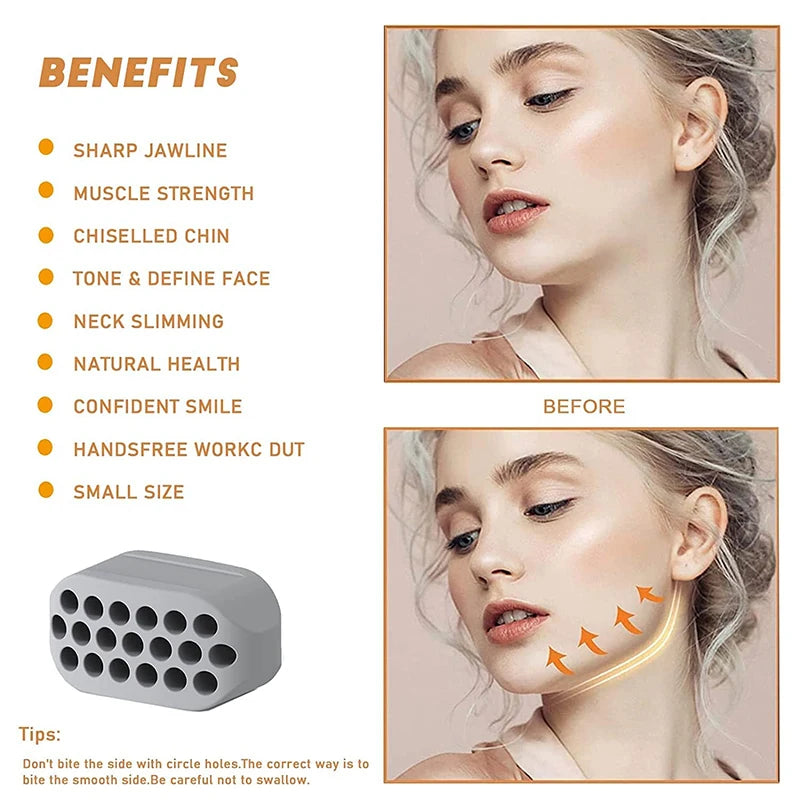 BENEFITS
SHARP JAWLINE
MUSCLE STRENGTH
CHISELLED CHIN
TONE & DEFINE FACE
NECK SLIMMING
NATURAL HEALTH
CONFIDENT SMILE
HANDSFREE WORKC DUT
SMALL SIZE
BEFORE
Tips:
Don't bite the side with circle holes.The correct way is to
bite the smooth side.Be careful not to swallow.